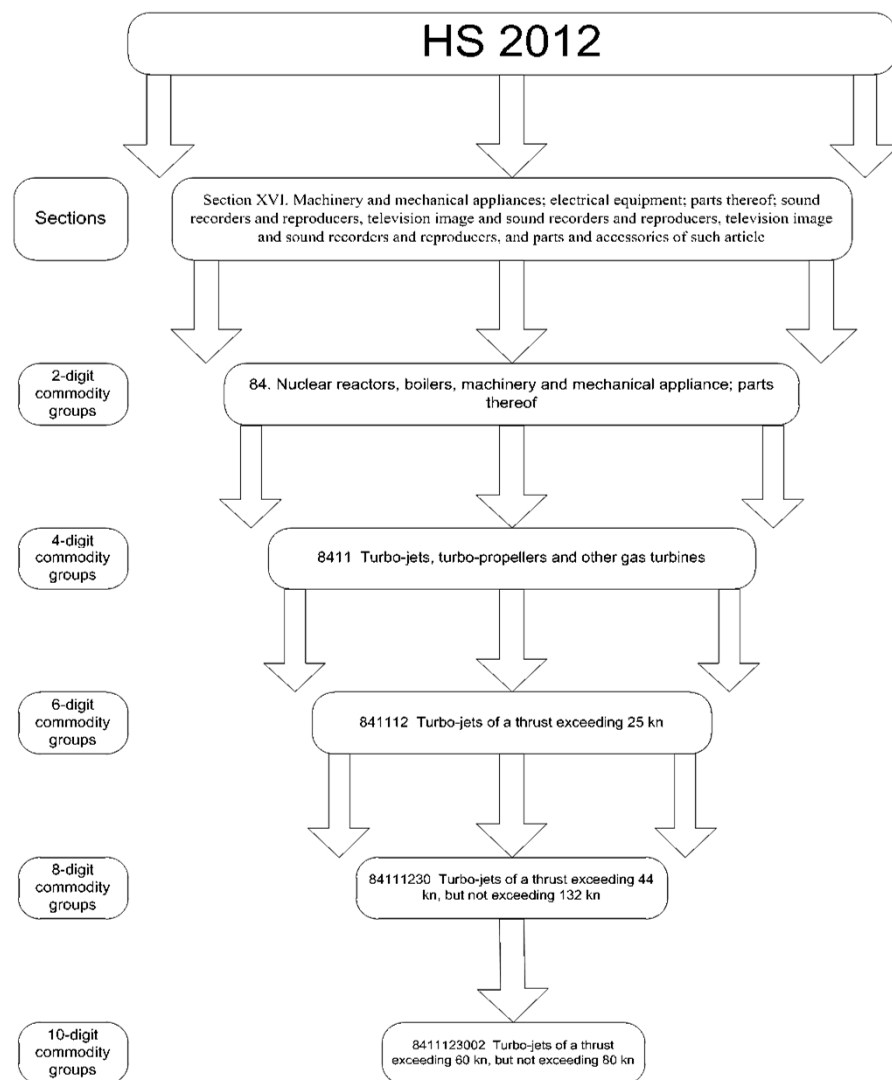 HS 2012
Sections
Section XVI. Machinery and mechanical appliances; electrical equipment; parts thereof; sound
recorders and reproducers, television image and sound recorders and reproducers, television image
and sound recorders and reproducers, and parts and accessories of such article
2-digit
commodity
groups
84. Nuclear reactors, boilers, machinery and mechanical appliance; parts
thereof
4-digit
commodity
groups
8411  Turbo-jets, turbo-propellers and other gas turbines
6-digit
commodity
groups
841112  Turbo-jets of a thrust exceeding 25 kn
8-digit
commodity
groups
84111230  Turbo-jets of a thrust exceeding 44
kn, but not exceeding 132 kn
10-digit
commodity
groups
8411123002  Turbo-jets of a thrust
exceeding 60 kn, but not exceeding 80 kn